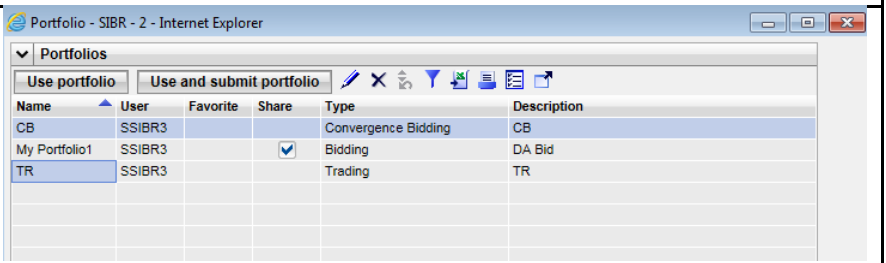 Portfolio - SIBR - 2 - Internet Explorer
Portfolios
Use portfolio Use and submit portfolio
Name User Favorite Share Type Description
CB SSIBR3 Convergence Bidding CB
My Portfolio1 SSIBR3 Bidding DA Bid
TR SSIBR3 Trading TR